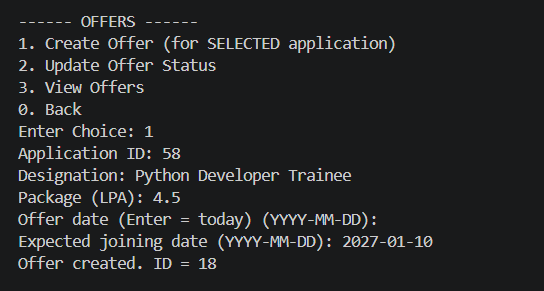 ------ OFFERS ------
1. Create Offer (for SELECTED application)
2. Update Offer Status
3. View Offers
0. Back
Enter Choice: 1
Application ID: 58
Designation: Python Developer Trainee
Package (LPA): 4.5
Offer date (Enter = today) (YYYY-MM-DD):
Expected joining date (YYYY-MM-DD): 2027-01-10
Offer created. ID = 18